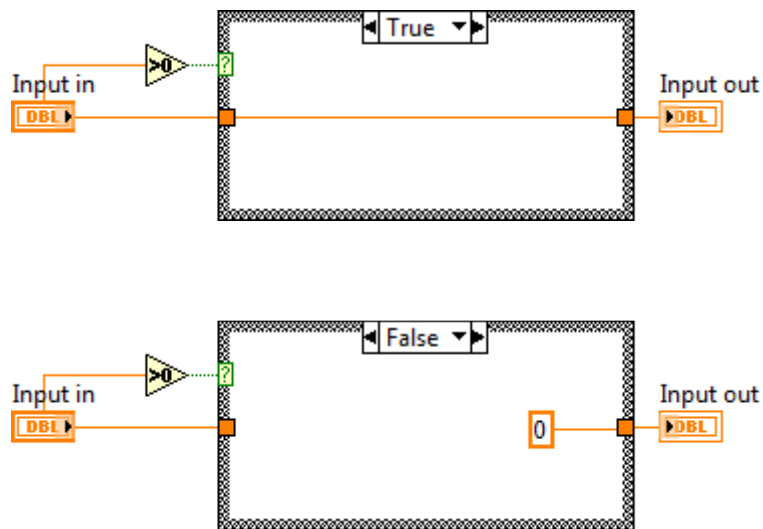 True
>0
?
Input in
Input out
DBL
DBL
False
>0
?
Input in
Input out
DBL
0
DBL